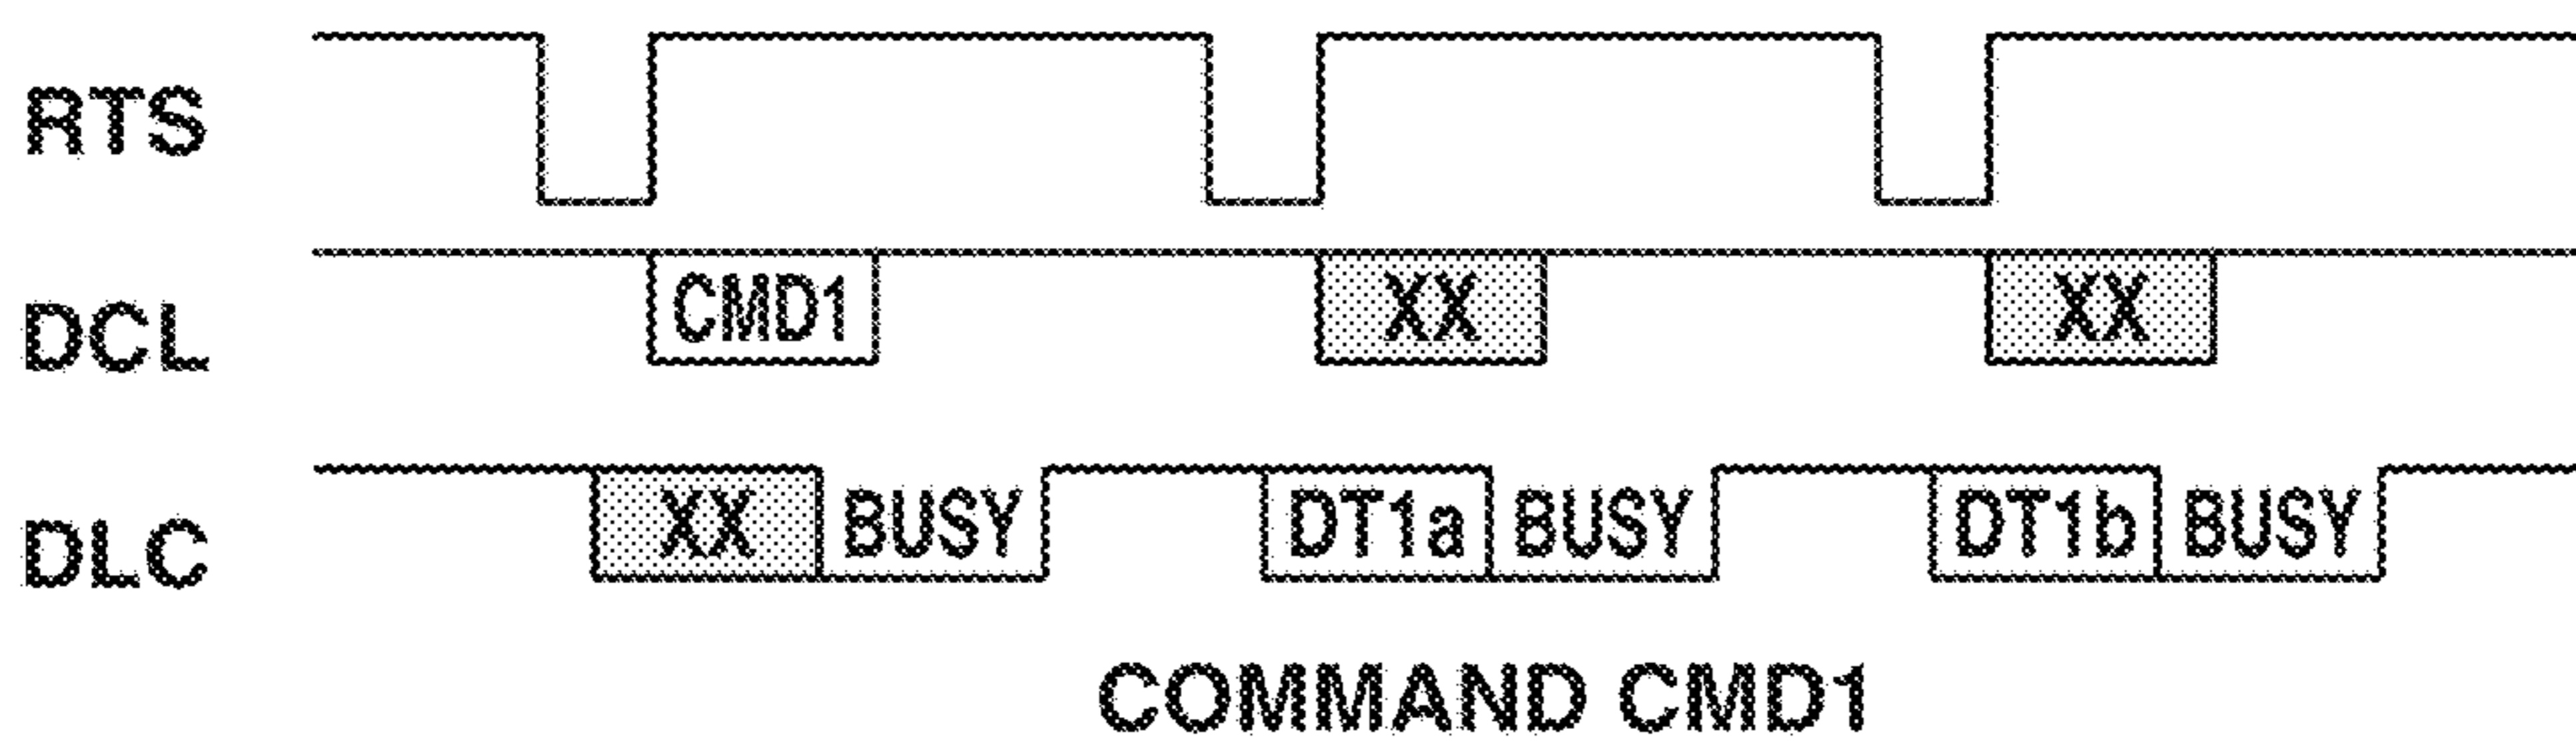 RTS
DCL CMD1 XX XX
DLC XX BUSY DT1a BUSY DT1b BUSY
COMMAND CMD1